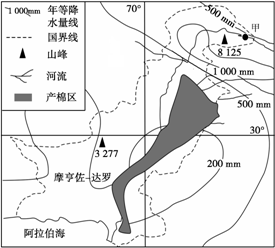 1 000mm 年等降
水量线
国界线
山峰
河流
产棉区
70°
500 mm
甲
8 125
1 000 mm
500 mm
30°
200 mm
3 277
摩亨佐-达罗
阿拉伯海